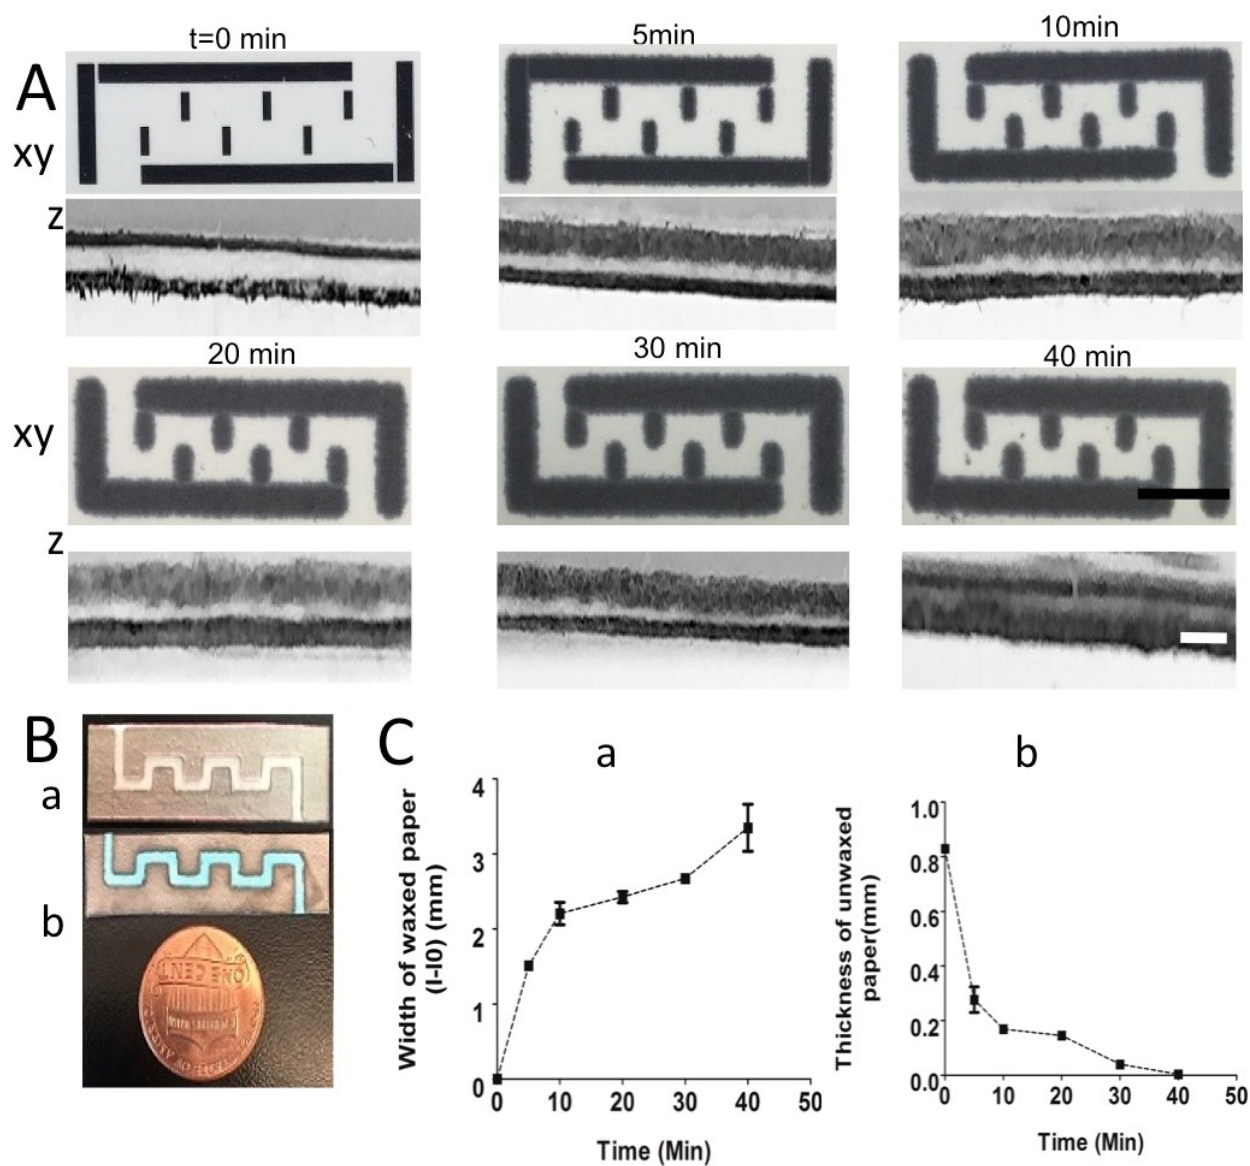 t=0 min
5min
10min
A
xy
z
20 min
30 min
40 min
xy
z
B
a
b
ONE CENT
C
a
Width of waxed paper
(l-l0) (mm)
4
3
2
1
0
0 10 20 30 40 50
Time (Min)
b
Thickness of unwaxed
paper(mm)
1.0
0.8
0.6
0.4
0.2
0.0
0 10 20 30 40 50
Time (Min)